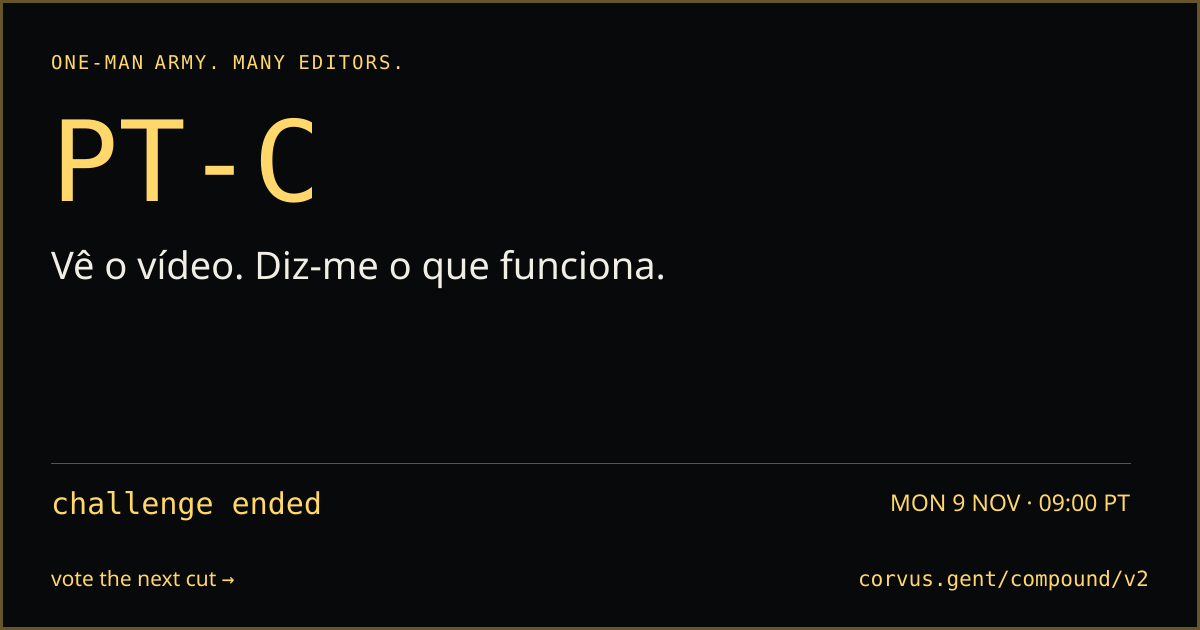 ONE-MAN ARMY. MANY EDITORS.
PT-C
Vê o vídeo. Diz-me o que funciona.
challenge ended
MON 9 NOV · 09:00 PT
vote the next cut →
corvus.gent/compound/v2